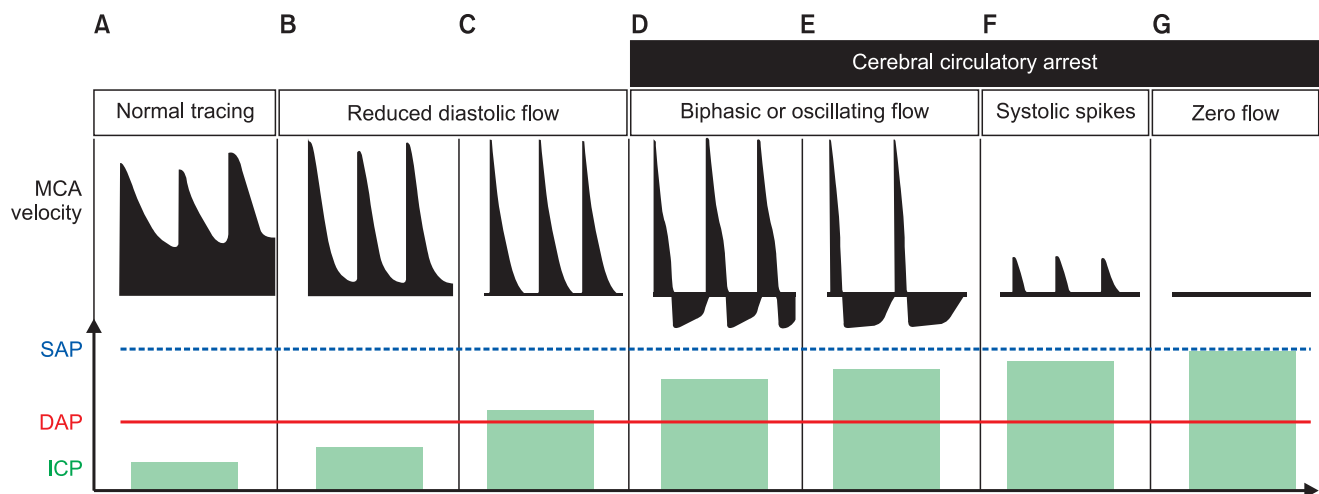 A B C D E F G
Cerebral circulatory arrest
Normal tracing Reduced diastolic flow Biphasic or oscillating flow Systolic spikes Zero flow
MCA
velocity
SAP
DAP
ICP